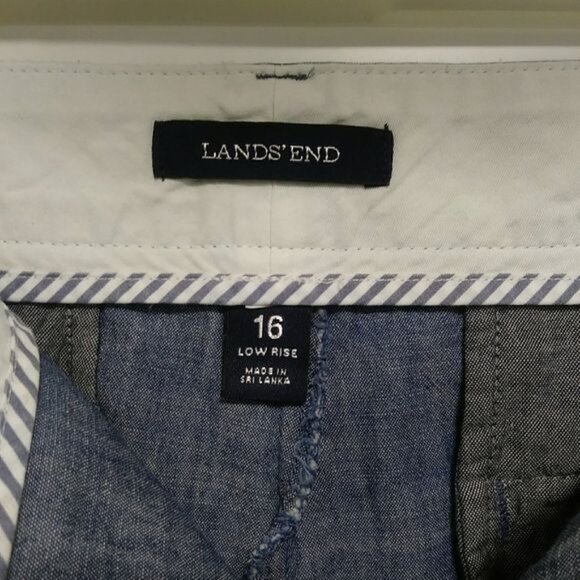 LANDS' END
16
LOW RISE
MADE IN
SRI LANKA